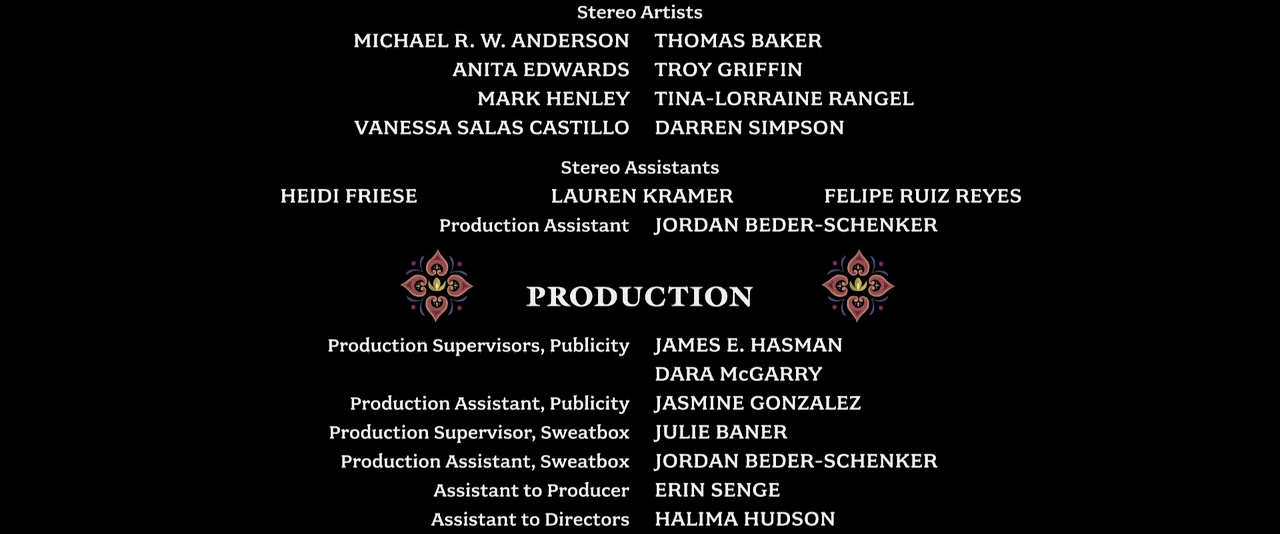 Stereo Artists
MICHAEL R. W. ANDERSON THOMAS BAKER
ANITA EDWARDS TROY GRIFFIN
MARK HENLEY TINA-LORRAINE RANGEL
VANESSA SALAS CASTILLO DARREN SIMPSON
Stereo Assistants
HEIDI FRIESE LAUREN KRAMER FELIPE RUIZ REYES
Production Assistant JORDAN BEDER-SCHENKER
PRODUCTION
Production Supervisors, Publicity JAMES E. HASMAN
DARA McGARRY
Production Assistant, Publicity JASMINE GONZALEZ
Production Supervisor, Sweatbox JULIE BANER
Production Assistant, Sweatbox JORDAN BEDER-SCHENKER
Assistant to Producer ERIN SENGE
Assistant to Directors HALIMA HUDSON